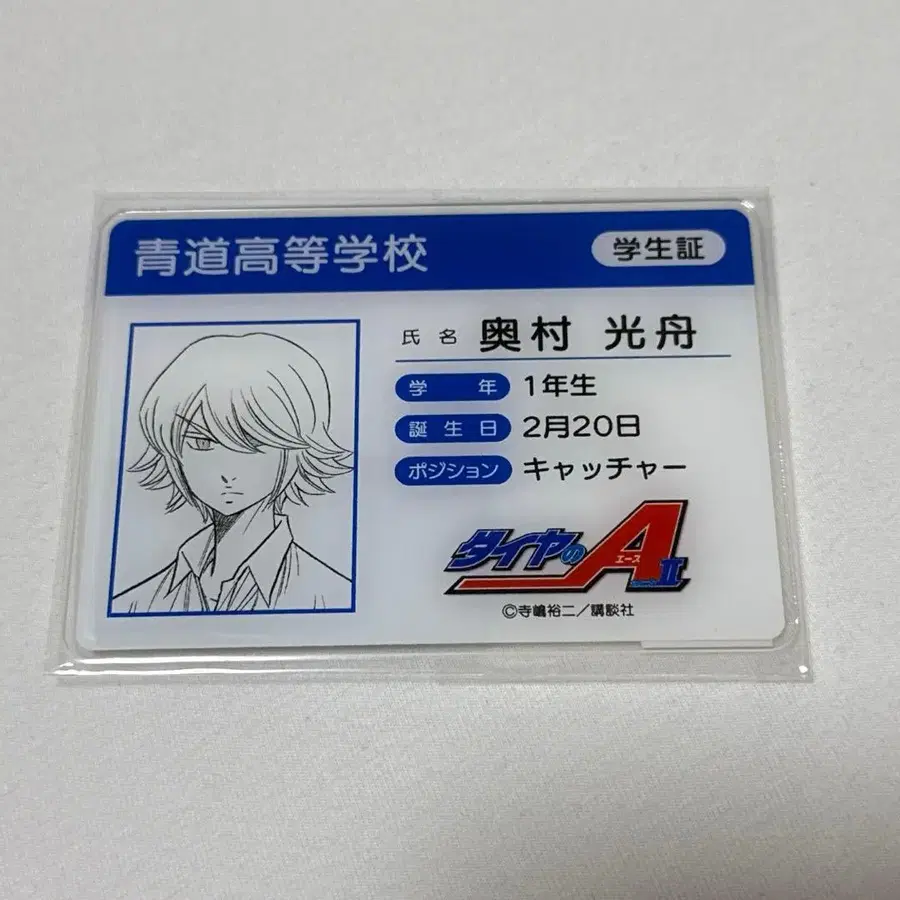 青道高等学校
学生証
氏名 奥村 光舟
学年 1年生
誕生日 2月20日
ポジション キャッチャー
ダイヤのA
エース
II
©寺嶋裕二／講談社